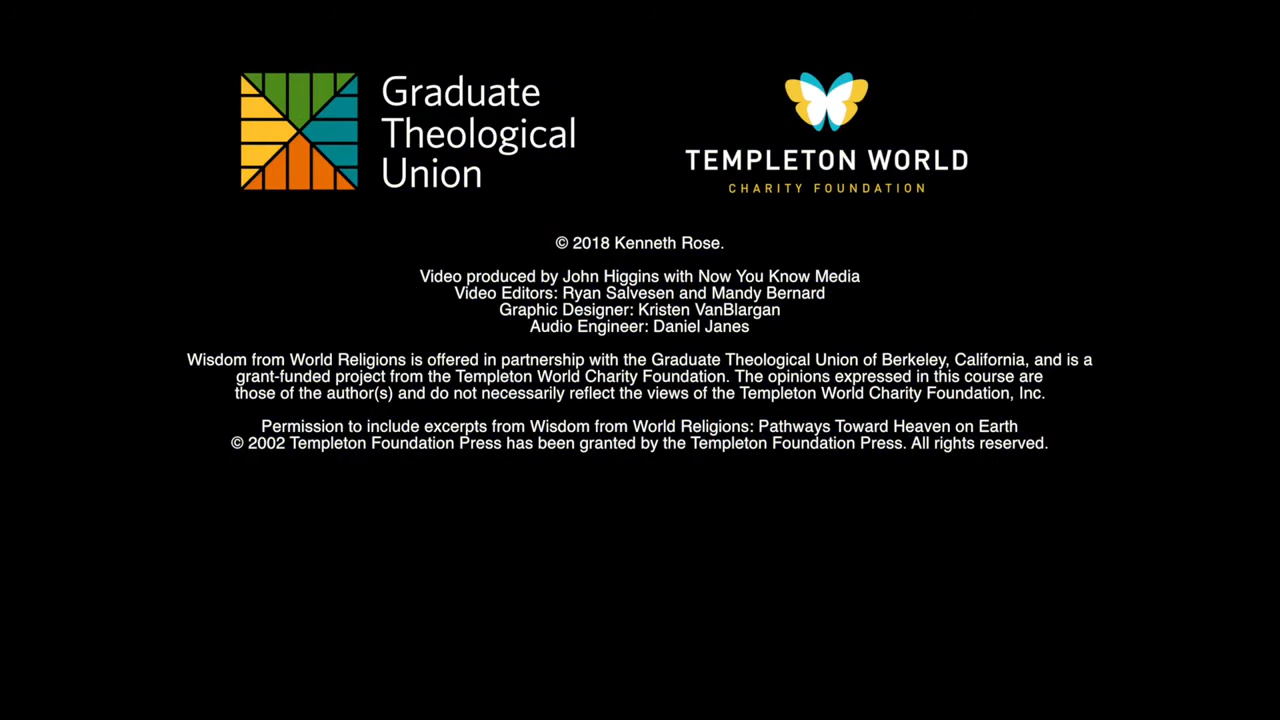 Graduate
Theological
Union
TEMPLETON WORLD
CHARITY FOUNDATION
© 2018 Kenneth Rose.
Video produced by John Higgins with Now You Know Media
Video Editors: Ryan Salvesen and Mandy Bernard
Graphic Designer: Kristen VanBlargan
Audio Engineer: Daniel Janes
Wisdom from World Religions is offered in partnership with the Graduate Theological Union of Berkeley, California, and is a
grant-funded project from the Templeton World Charity Foundation. The opinions expressed in this course are
those of the author(s) and do not necessarily reflect the views of the Templeton World Charity Foundation, Inc.
Permission to include excerpts from Wisdom from World Religions: Pathways Toward Heaven on Earth
© 2002 Templeton Foundation Press has been granted by the Templeton Foundation Press. All rights reserved.